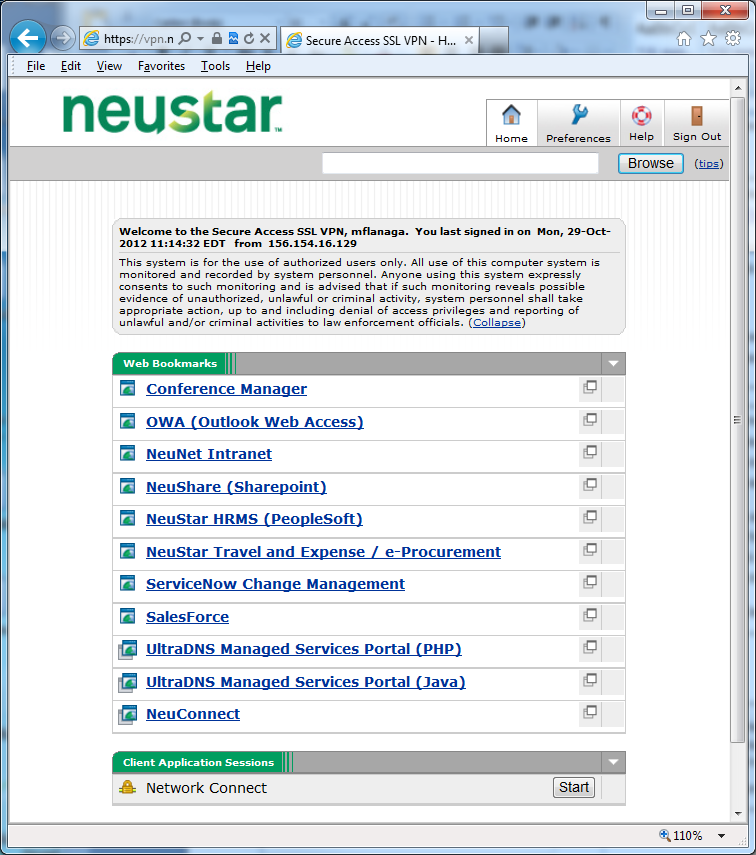 https://vpn.n
Secure Access SSL VPN - H...
File Edit View Favorites Tools Help
neustar™
Home Preferences Help Sign Out
Browse (tips)
Welcome to the Secure Access SSL VPN, mflanaga. You last signed in on Mon, 29-Oct-
2012 11:14:32 EDT from 156.154.16.129
This system is for the use of authorized users only. All use of this computer system is
monitored and recorded by system personnel. Anyone using this system expressly
consents to such monitoring and is advised that if such monitoring reveals possible
evidence of unauthorized, unlawful or criminal activity, system personnel shall take
appropriate action, up to and including denial of access privileges and reporting of
unlawful and/or criminal activities to law enforcement officials. (Collapse)
Web Bookmarks
Conference Manager
OWA (Outlook Web Access)
NeuNet Intranet
NeuShare (Sharepoint)
NeuStar HRMS (PeopleSoft)
NeuStar Travel and Expense / e-Procurement
ServiceNow Change Management
SalesForce
UltraDNS Managed Services Portal (PHP)
UltraDNS Managed Services Portal (Java)
NeuConnect
Client Application Sessions
Network Connect Start
110%